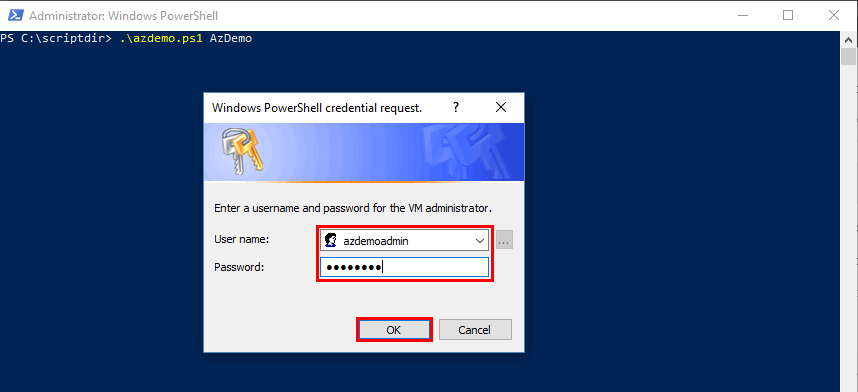 Administrator: Windows PowerShell
PS C:\scriptdir> .\azdemo.ps1 AzDemo
Windows PowerShell credential request. ?
Enter a username and password for the VM administrator.
User name: azdemoadmin ...
Password: ●●●●●●●●
OK Cancel